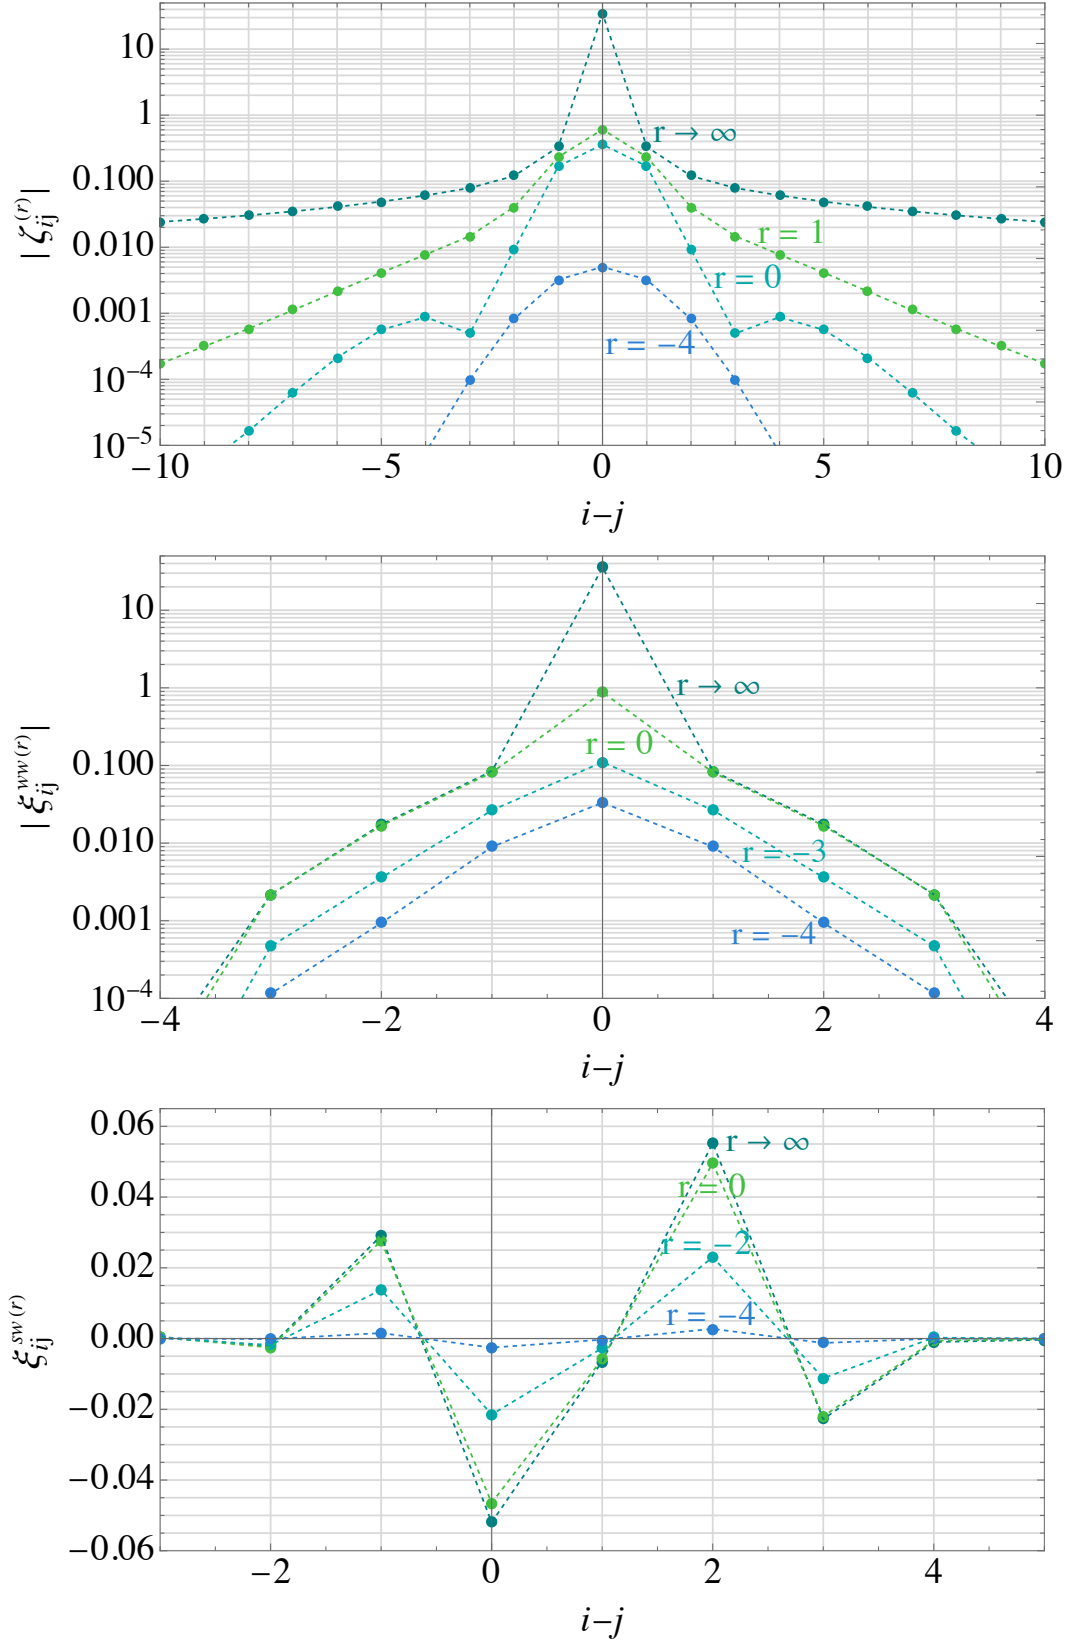 10
1
0.100
0.010
0.001
10⁻⁴
10⁻⁵
| ζ_ij^(r) |
r → ∞
r = 1
r = 0
r = −4
−10 −5 0 5 10
i−j
10
1
0.100
0.010
0.001
10⁻⁴
| ξ_ij^ww(r) |
r → ∞
r = 0
r = −3
r = −4
−4 −2 0 2 4
i−j
0.06
0.04
0.02
0.00
−0.02
−0.04
−0.06
ξ_ij^sw(r)
r → ∞
r = 0
r = −2
r = −4
−2 0 2 4
i−j